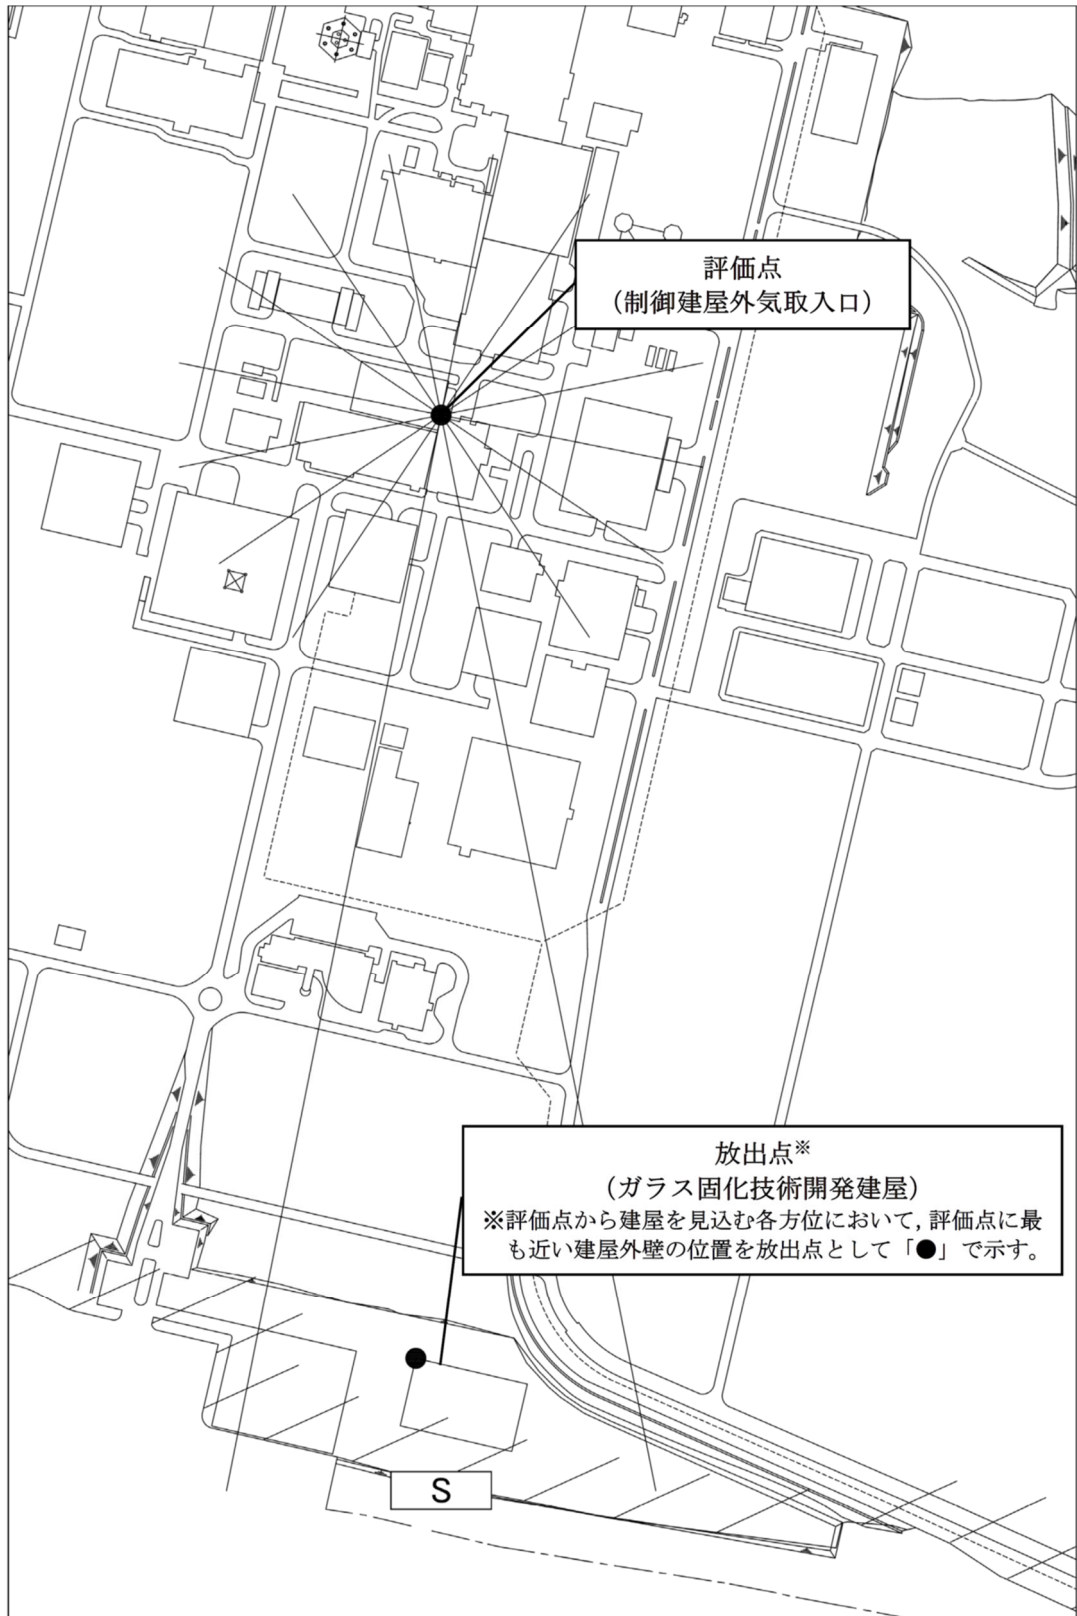 評価点
(制御建屋外気取入口)
放出点※
(ガラス固化技術開発建屋)
※評価点から建屋を見込む各方位において, 評価点に最
も近い建屋外壁の位置を放出点として「●」で示す。
S